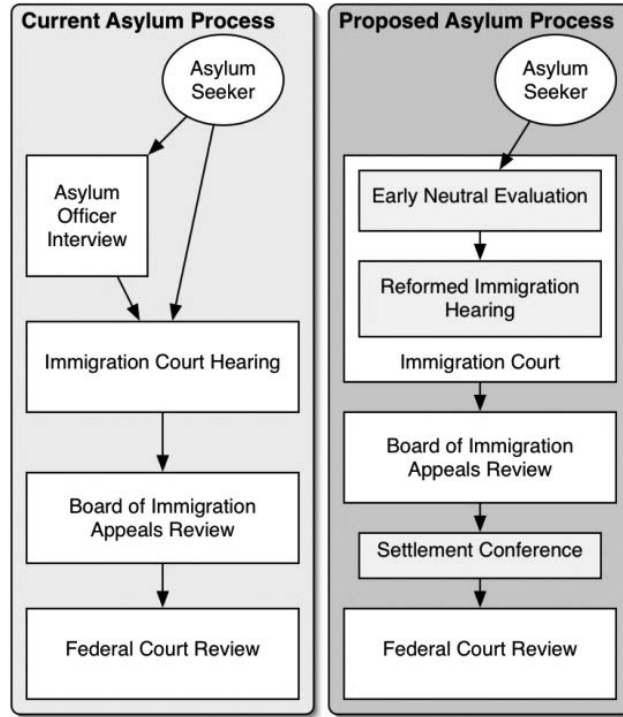 Current Asylum Process
Asylum
Seeker
Asylum
Officer
Interview
Immigration Court Hearing
Board of Immigration
Appeals Review
Federal Court Review
Proposed Asylum Process
Asylum
Seeker
Early Neutral Evaluation
Reformed Immigration
Hearing
Immigration Court
Board of Immigration
Appeals Review
Settlement Conference
Federal Court Review